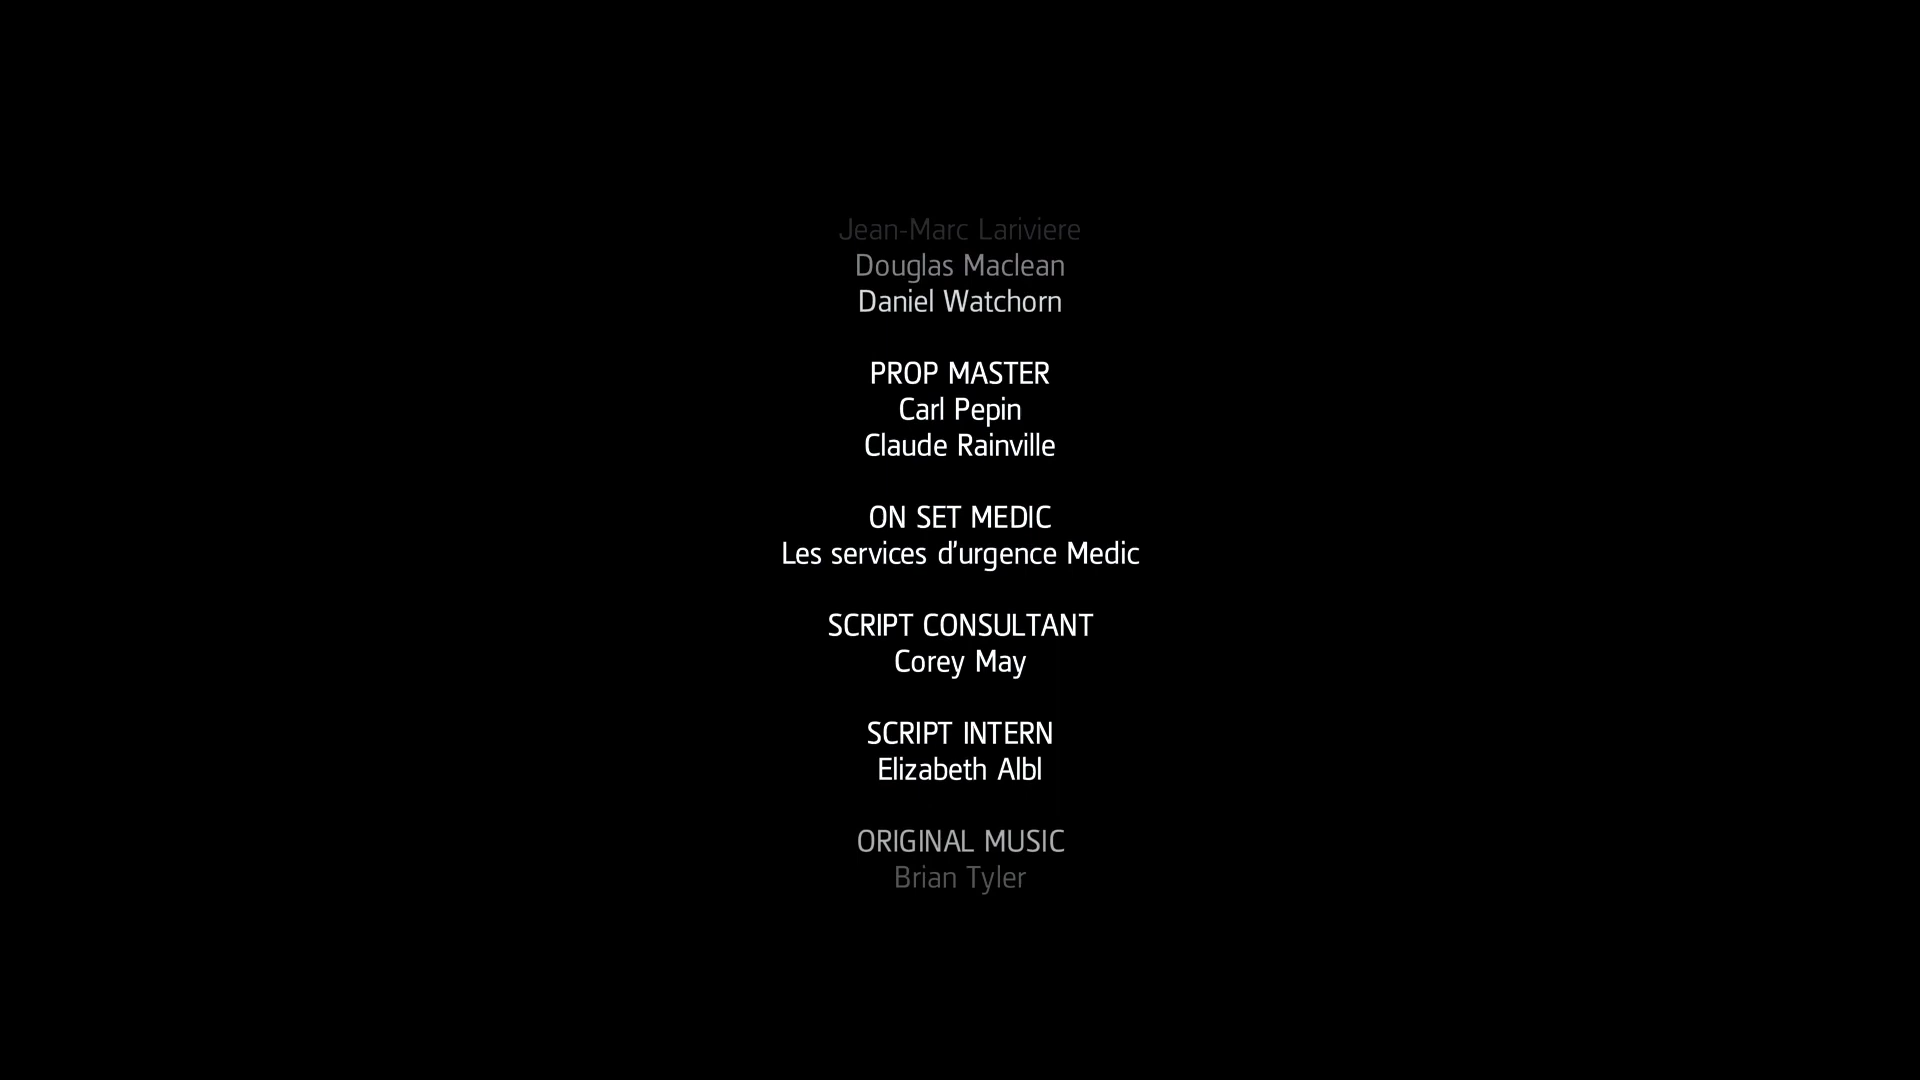 Jean-Marc Lariviere
Douglas Maclean
Daniel Watchorn
PROP MASTER
Carl Pepin
Claude Rainville
ON SET MEDIC
Les services d'urgence Medic
SCRIPT CONSULTANT
Corey May
SCRIPT INTERN
Elizabeth Albl
ORIGINAL MUSIC
Brian Tyler